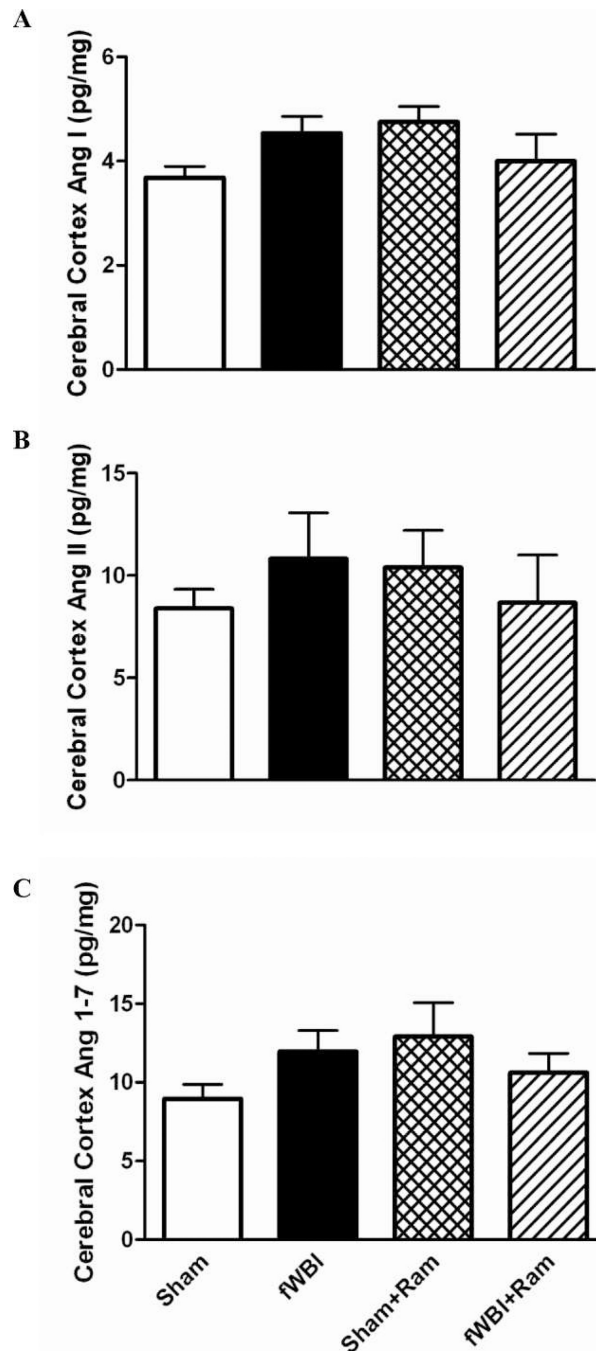 A
Cerebral Cortex Ang I (pg/mg)
6
4
2
0
B
Cerebral Cortex Ang II (pg/mg)
15
10
5
0
C
Cerebral Cortex Ang 1-7 (pg/mg)
20
15
10
5
0
Sham
fWBI
Sham+Ram
fWBI+Ram